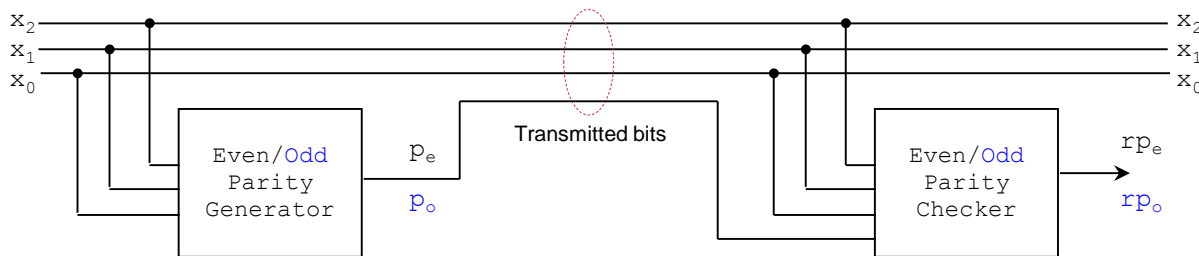 x₂
x₁
x₀
x₂
x₁
x₀
Transmitted bits
Even/Odd
Parity
Generator
pₑ
pₒ
Even/Odd
Parity
Checker
rpₑ
rpₒ